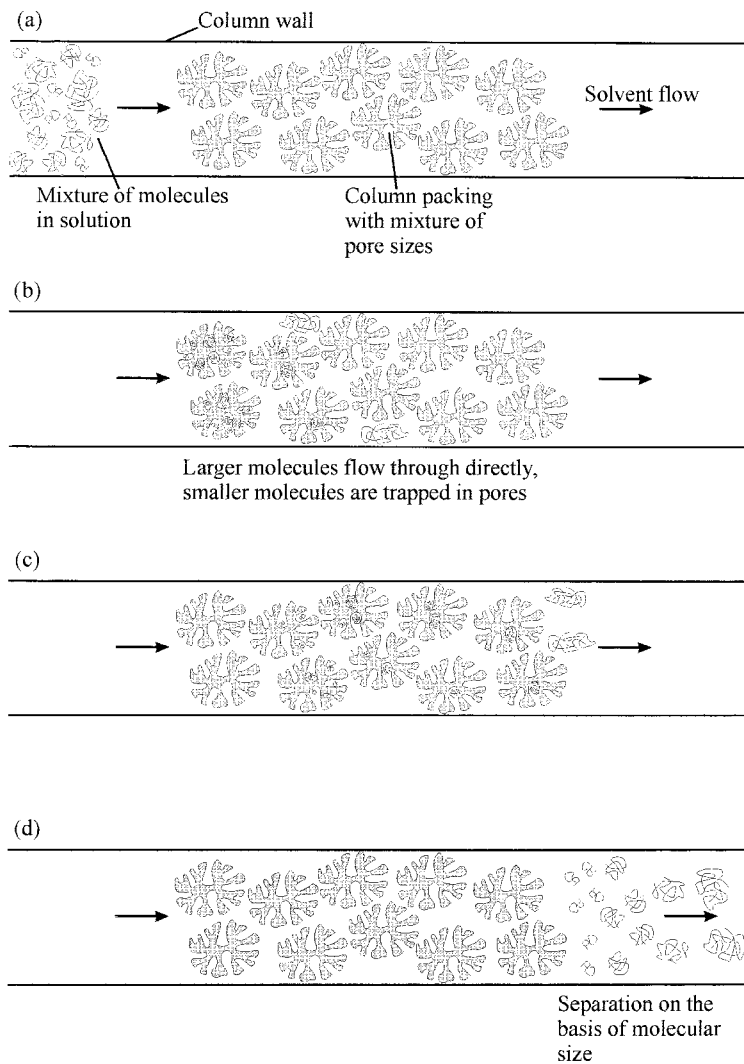 (a)
Column wall
Solvent flow
Mixture of molecules
in solution
Column packing
with mixture of
pore sizes
(b)
Larger molecules flow through directly,
smaller molecules are trapped in pores
(c)
(d)
Separation on the
basis of molecular
size